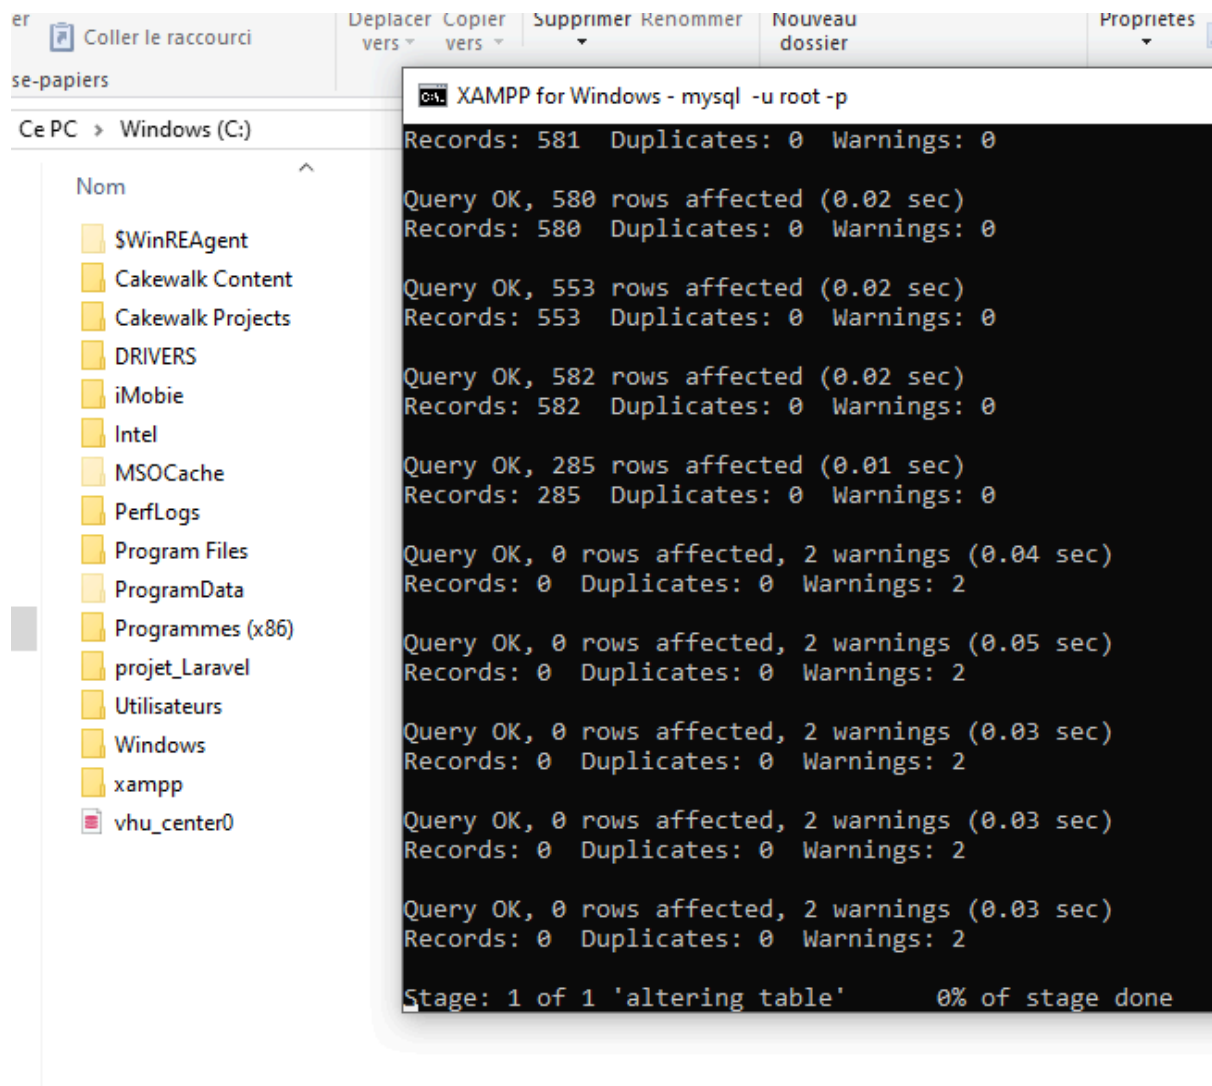 er
Coller le raccourci
se-papiers
Déplacer Copier
vers vers
Supprimer Renommer
Nouveau
dossier
Propriétés
Ce PC > Windows (C:)
Nom
$WinREAgent
Cakewalk Content
Cakewalk Projects
DRIVERS
iMobie
Intel
MSOCache
PerfLogs
Program Files
ProgramData
Programmes (x86)
projet_Laravel
Utilisateurs
Windows
xampp
vhu_center0
C:\. XAMPP for Windows - mysql -u root -p
Records: 581 Duplicates: 0 Warnings: 0
Query OK, 580 rows affected (0.02 sec)
Records: 580 Duplicates: 0 Warnings: 0
Query OK, 553 rows affected (0.02 sec)
Records: 553 Duplicates: 0 Warnings: 0
Query OK, 582 rows affected (0.02 sec)
Records: 582 Duplicates: 0 Warnings: 0
Query OK, 285 rows affected (0.01 sec)
Records: 285 Duplicates: 0 Warnings: 0
Query OK, 0 rows affected, 2 warnings (0.04 sec)
Records: 0 Duplicates: 0 Warnings: 2
Query OK, 0 rows affected, 2 warnings (0.05 sec)
Records: 0 Duplicates: 0 Warnings: 2
Query OK, 0 rows affected, 2 warnings (0.03 sec)
Records: 0 Duplicates: 0 Warnings: 2
Query OK, 0 rows affected, 2 warnings (0.03 sec)
Records: 0 Duplicates: 0 Warnings: 2
Query OK, 0 rows affected, 2 warnings (0.03 sec)
Records: 0 Duplicates: 0 Warnings: 2
Stage: 1 of 1 'altering table' 0% of stage done